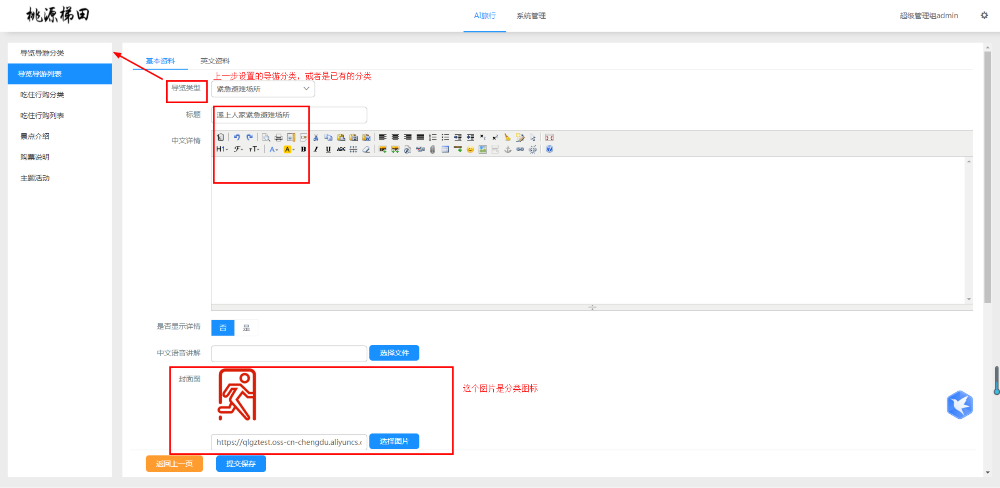 桃源梯田
AI旅行
系统管理
超级管理组admin
导览导游分类
导览导游列表
吃住行购分类
吃住行购列表
景点介绍
购票说明
主题活动
基本资料
英文资料
上一步设置的导游分类，或者是已有的分类
导览类型
紧急避难场所
标题
溪上人家紧急避难场所
中文详情
H1
A
A
B I U ABC
是否显示详情
否
是
中文语音讲解
选择文件
封面图
这个图片是分类图标
https://qlgztest.oss-cn-chengdu.aliyuncs.c
选择图片
返回上一页
提交保存